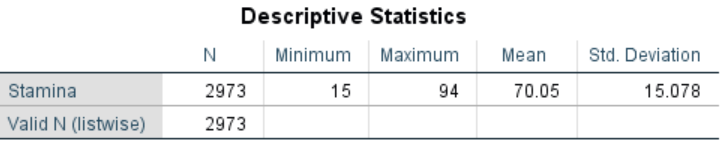 Descriptive Statistics
N Minimum Maximum Mean Std. Deviation
Stamina 2973 15 94 70.05 15.078
Valid N (listwise) 2973